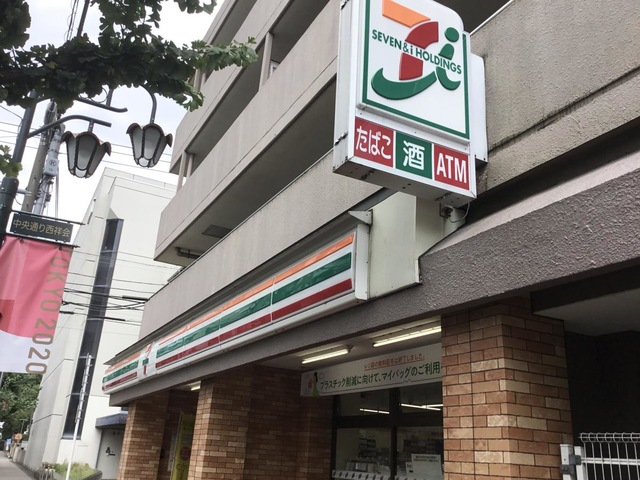 SEVEN & i HOLDINGS
たばこ
酒
ATM
中央通り西祥会
TOKYO 2020
プラスチック削減に向けて、マイバッグのご利用